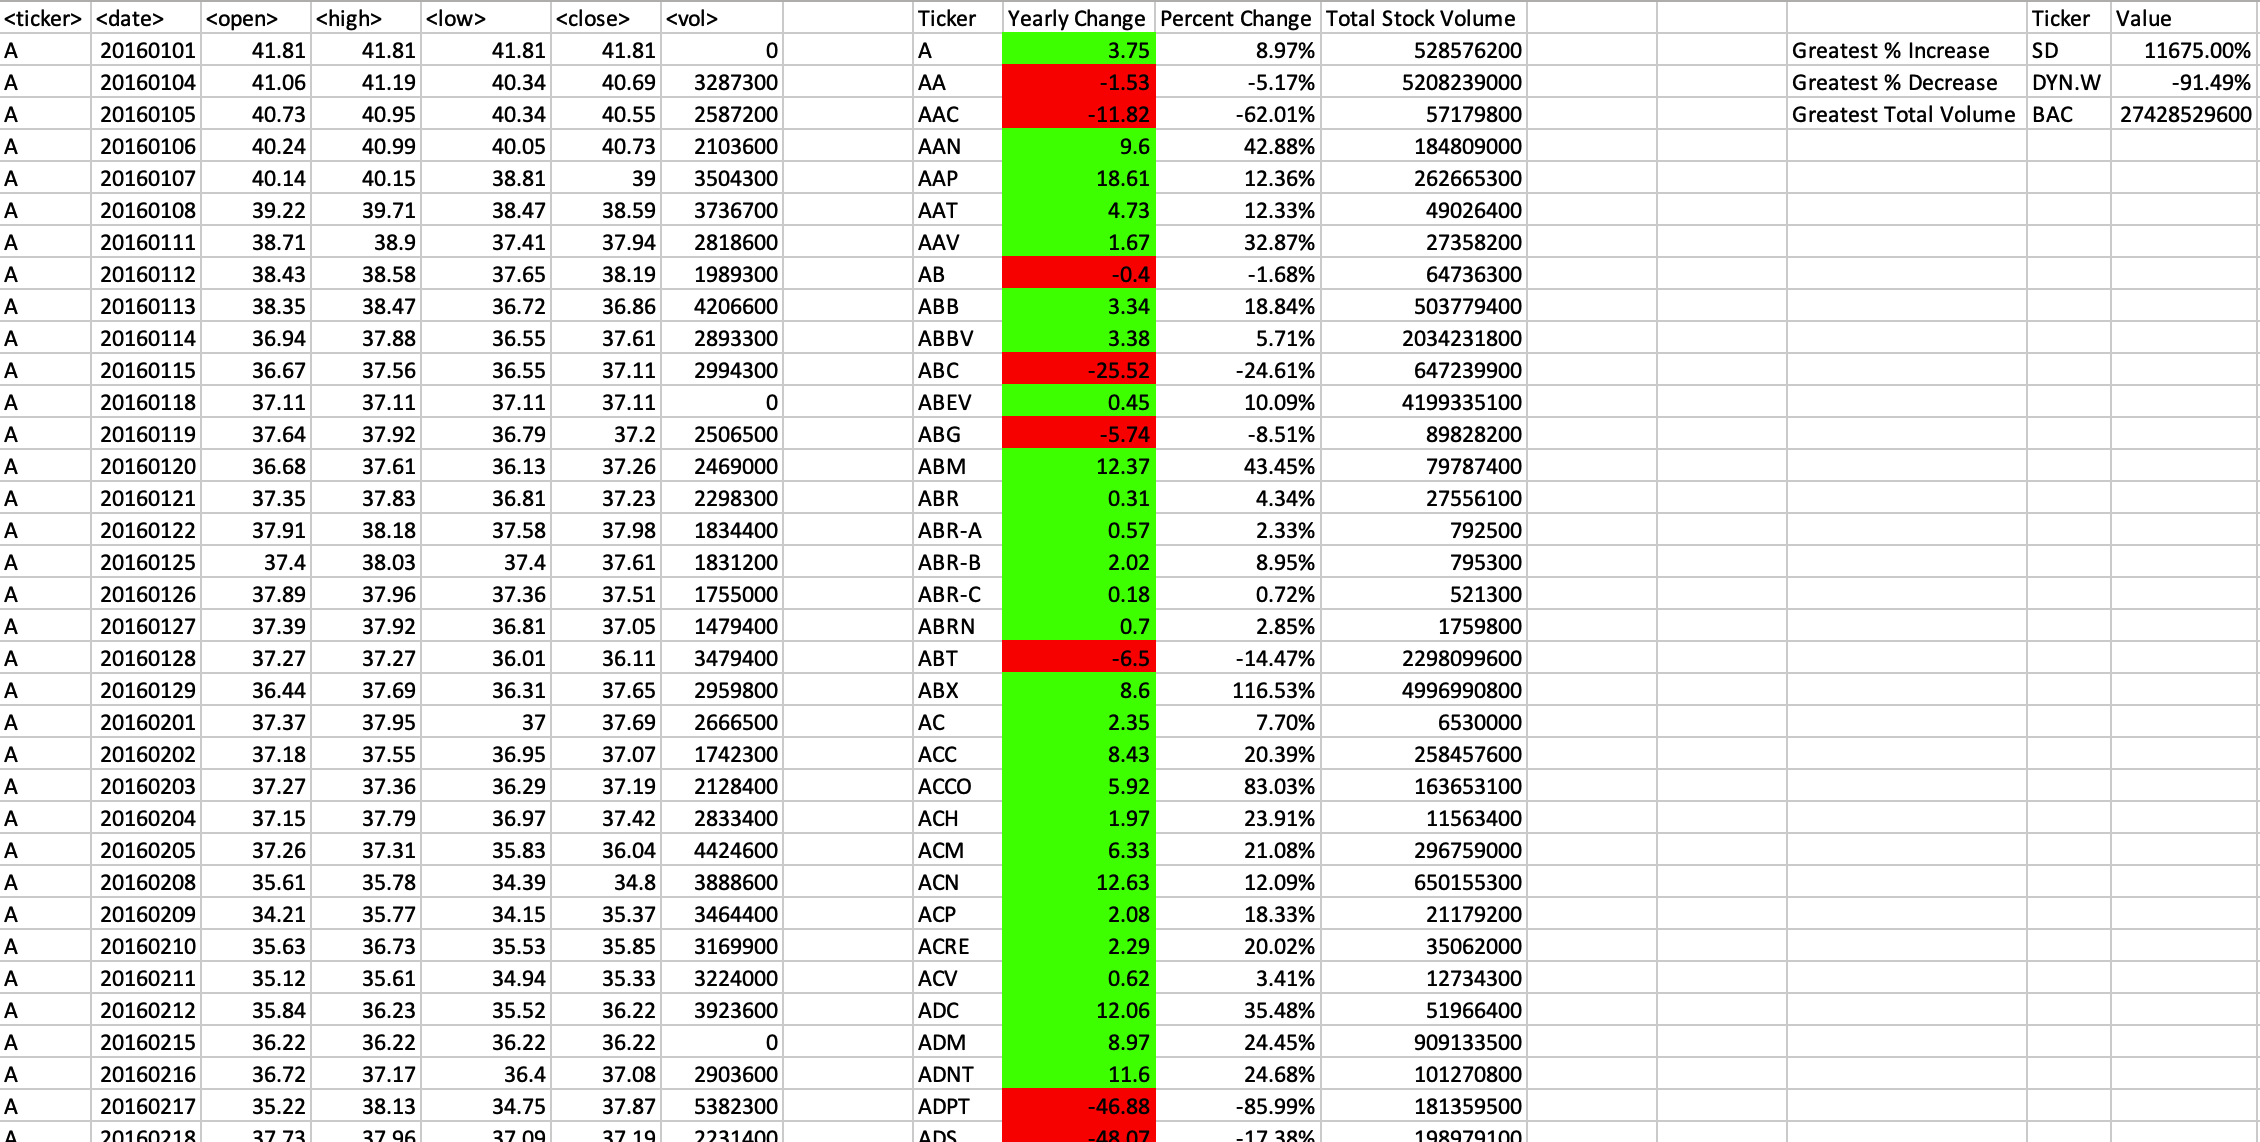 <ticker> <date> <open> <high> <low> <close> <vol> Ticker Yearly Change Percent Change Total Stock Volume Ticker Value
A 20160101 41.81 41.81 41.81 41.81 0 A 3.75 8.97% 528576200 Greatest % Increase SD 11675.00%
A 20160104 41.06 41.19 40.34 40.69 3287300 AA -1.53 -5.17% 5208239000 Greatest % Decrease DYN.W -91.49%
A 20160105 40.73 40.95 40.34 40.55 2587200 AAC -11.82 -62.01% 57179800 Greatest Total Volume BAC 27428529600
A 20160106 40.24 40.99 40.05 40.73 2103600 AAN 9.6 42.88% 184809000
A 20160107 40.14 40.15 38.81 39 3504300 AAP 18.61 12.36% 262665300
A 20160108 39.22 39.71 38.47 38.59 3736700 AAT 4.73 12.33% 49026400
A 20160111 38.71 38.9 37.41 37.94 2818600 AAV 1.67 32.87% 27358200
A 20160112 38.43 38.58 37.65 38.19 1989300 AB -0.4 -1.68% 64736300
A 20160113 38.35 38.47 36.72 36.86 4206600 ABB 3.34 18.84% 503779400
A 20160114 36.94 37.88 36.55 37.61 2893300 ABBV 3.38 5.71% 2034231800
A 20160115 36.67 37.56 36.55 37.11 2994300 ABC -25.52 -24.61% 647239900
A 20160118 37.11 37.11 37.11 37.11 0 ABEV 0.45 10.09% 4199335100
A 20160119 37.64 37.92 36.79 37.2 2506500 ABG -5.74 -8.51% 89828200
A 20160120 36.68 37.61 36.13 37.26 2469000 ABM 12.37 43.45% 79787400
A 20160121 37.35 37.83 36.81 37.23 2298300 ABR 0.31 4.34% 27556100
A 20160122 37.91 38.18 37.58 37.98 1834400 ABR-A 0.57 2.33% 792500
A 20160125 37.4 38.03 37.4 37.61 1831200 ABR-B 2.02 8.95% 795300
A 20160126 37.89 37.96 37.36 37.51 1755000 ABR-C 0.18 0.72% 521300
A 20160127 37.39 37.92 36.81 37.05 1479400 ABRN 0.7 2.85% 1759800
A 20160128 37.27 37.27 36.01 36.11 3479400 ABT -6.5 -14.47% 2298099600
A 20160129 36.44 37.69 36.31 37.65 2959800 ABX 8.6 116.53% 4996990800
A 20160201 37.37 37.95 37 37.69 2666500 AC 2.35 7.70% 6530000
A 20160202 37.18 37.55 36.95 37.07 1742300 ACC 8.43 20.39% 258457600
A 20160203 37.27 37.36 36.29 37.19 2128400 ACCO 5.92 83.03% 163653100
A 20160204 37.15 37.79 36.97 37.42 2833400 ACH 1.97 23.91% 11563400
A 20160205 37.26 37.31 35.83 36.04 4424600 ACM 6.33 21.08% 296759000
A 20160208 35.61 35.78 34.39 34.8 3888600 ACN 12.63 12.09% 650155300
A 20160209 34.21 35.77 34.15 35.37 3464400 ACP 2.08 18.33% 21179200
A 20160210 35.63 36.73 35.53 35.85 3169900 ACRE 2.29 20.02% 35062000
A 20160211 35.12 35.61 34.94 35.33 3224000 ACV 0.62 3.41% 12734300
A 20160212 35.84 36.23 35.52 36.22 3923600 ADC 12.06 35.48% 51966400
A 20160215 36.22 36.22 36.22 36.22 0 ADM 8.97 24.45% 909133500
A 20160216 36.72 37.17 36.4 37.08 2903600 ADNT 11.6 24.68% 101270800
A 20160217 35.22 38.13 34.75 37.87 5382300 ADPT -46.88 -85.99% 181359500
A 20160218 37.73 37.96 37.09 37.19 2231400 ADS -48.07 -17.38% 198979100